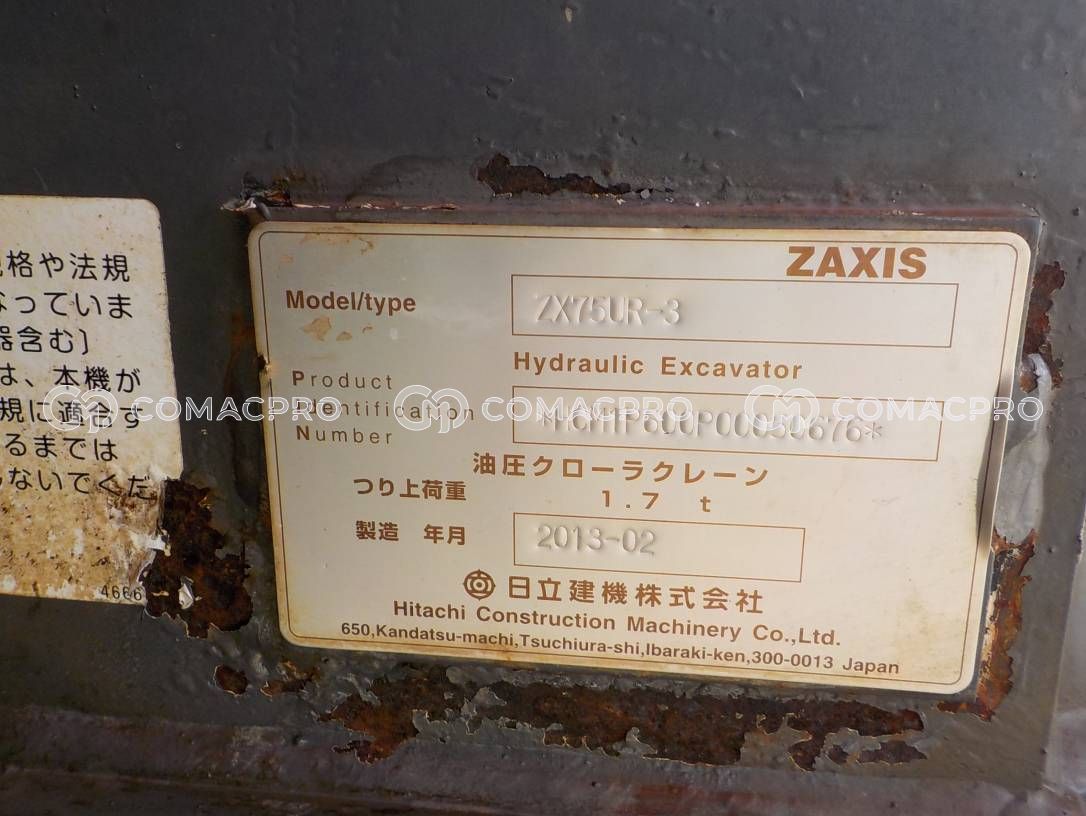 格や法規
なっていま
器含む)
は、本機が
規に適合す
るまでは
ないでくだ
4666
ZAXIS
Model/type
ZX75UR-3
Hydraulic Excavator
Product
Identification
Number
油圧クローラクレーン
つり上荷重
1.7 t
製造 年月
2013-02
日立建機株式会社
Hitachi Construction Machinery Co.,Ltd.
650,Kandatsu-machi,Tsuchiura-shi,Ibaraki-ken,300-0013 Japan
COMACPRO COMACPRO COMACPRO